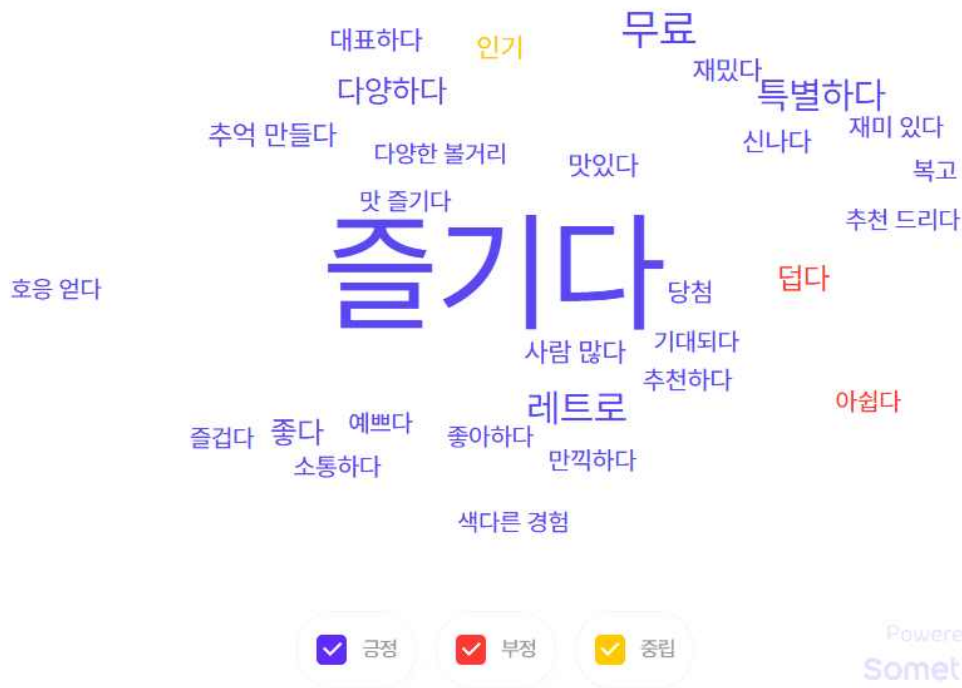 무료
대표하다
인기
재밌다
다양하다
특별하다
추억 만들다
재미 있다
신나다
다양한 볼거리
맛있다
복고
맛 즐기다
추천 드리다
즐기다
덥다
호응 얻다
당첨
기대되다
사람 많다
추천하다
레트로
아쉽다
예쁘다
좋다
즐겁다
좋아하다
만끽하다
소통하다
색다른 경험
긍정 부정 중립
Powere
Somet